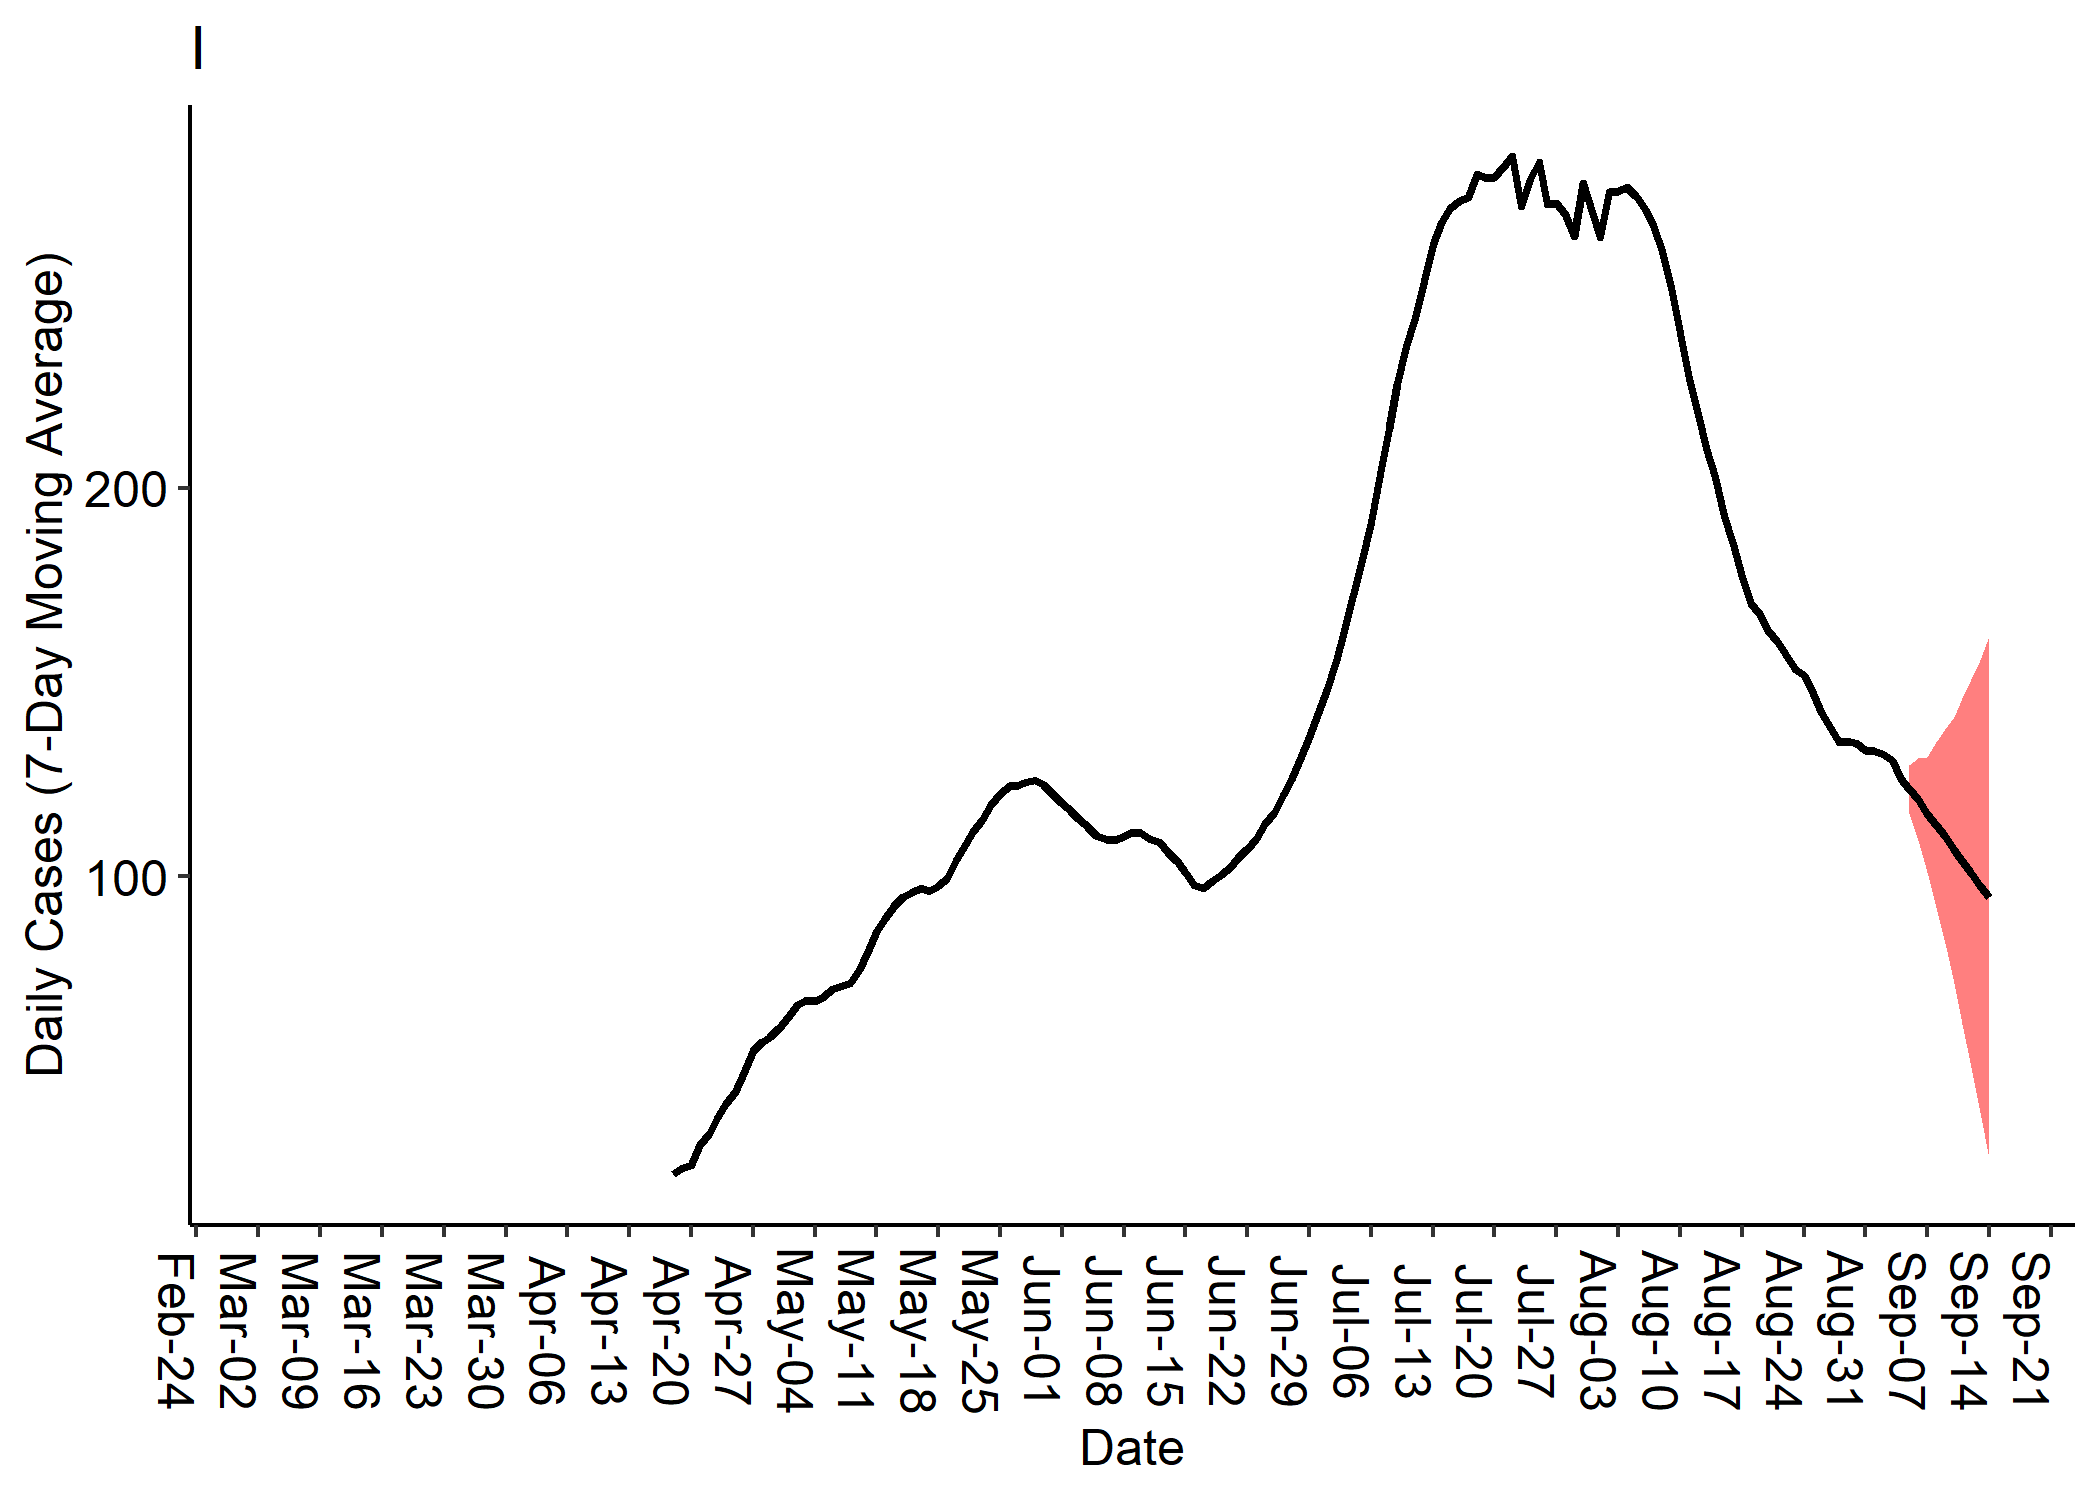 I
Daily Cases (7-Day Moving Average)
200
100
Feb-24
Mar-02
Mar-09
Mar-16
Mar-23
Mar-30
Apr-06
Apr-13
Apr-20
Apr-27
May-04
May-11
May-18
May-25
Jun-01
Jun-08
Jun-15
Jun-22
Jun-29
Jul-06
Jul-13
Jul-20
Jul-27
Aug-03
Aug-10
Aug-17
Aug-24
Aug-31
Sep-07
Sep-14
Sep-21
Date